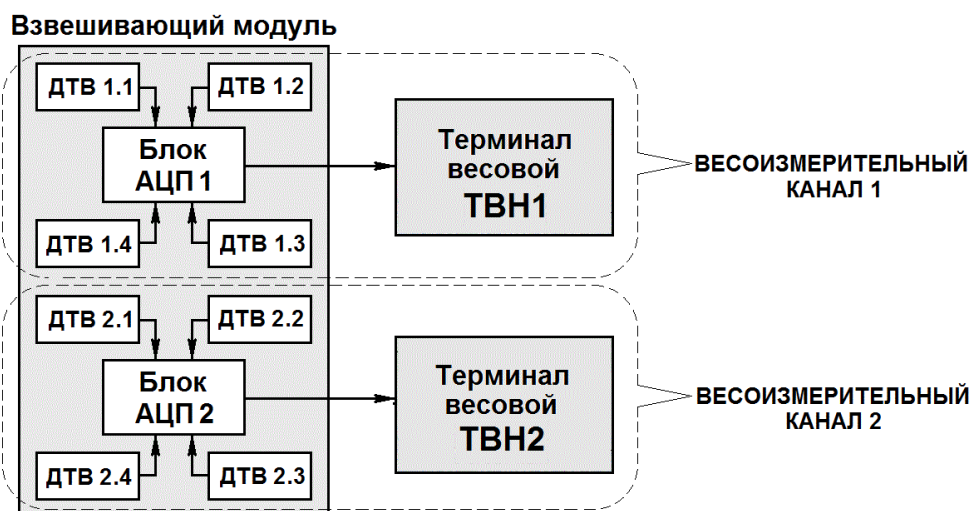 Взвешивающий модуль
ДТВ 1.1
ДТВ 1.2
Блок
АЦП 1
ДТВ 1.4
ДТВ 1.3
Терминал
весовой
ТВН1
ВЕСОИЗМЕРИТЕЛЬНЫЙ
КАНАЛ 1
ДТВ 2.1
ДТВ 2.2
Блок
АЦП 2
ДТВ 2.4
ДТВ 2.3
Терминал
весовой
ТВН2
ВЕСОИЗМЕРИТЕЛЬНЫЙ
КАНАЛ 2